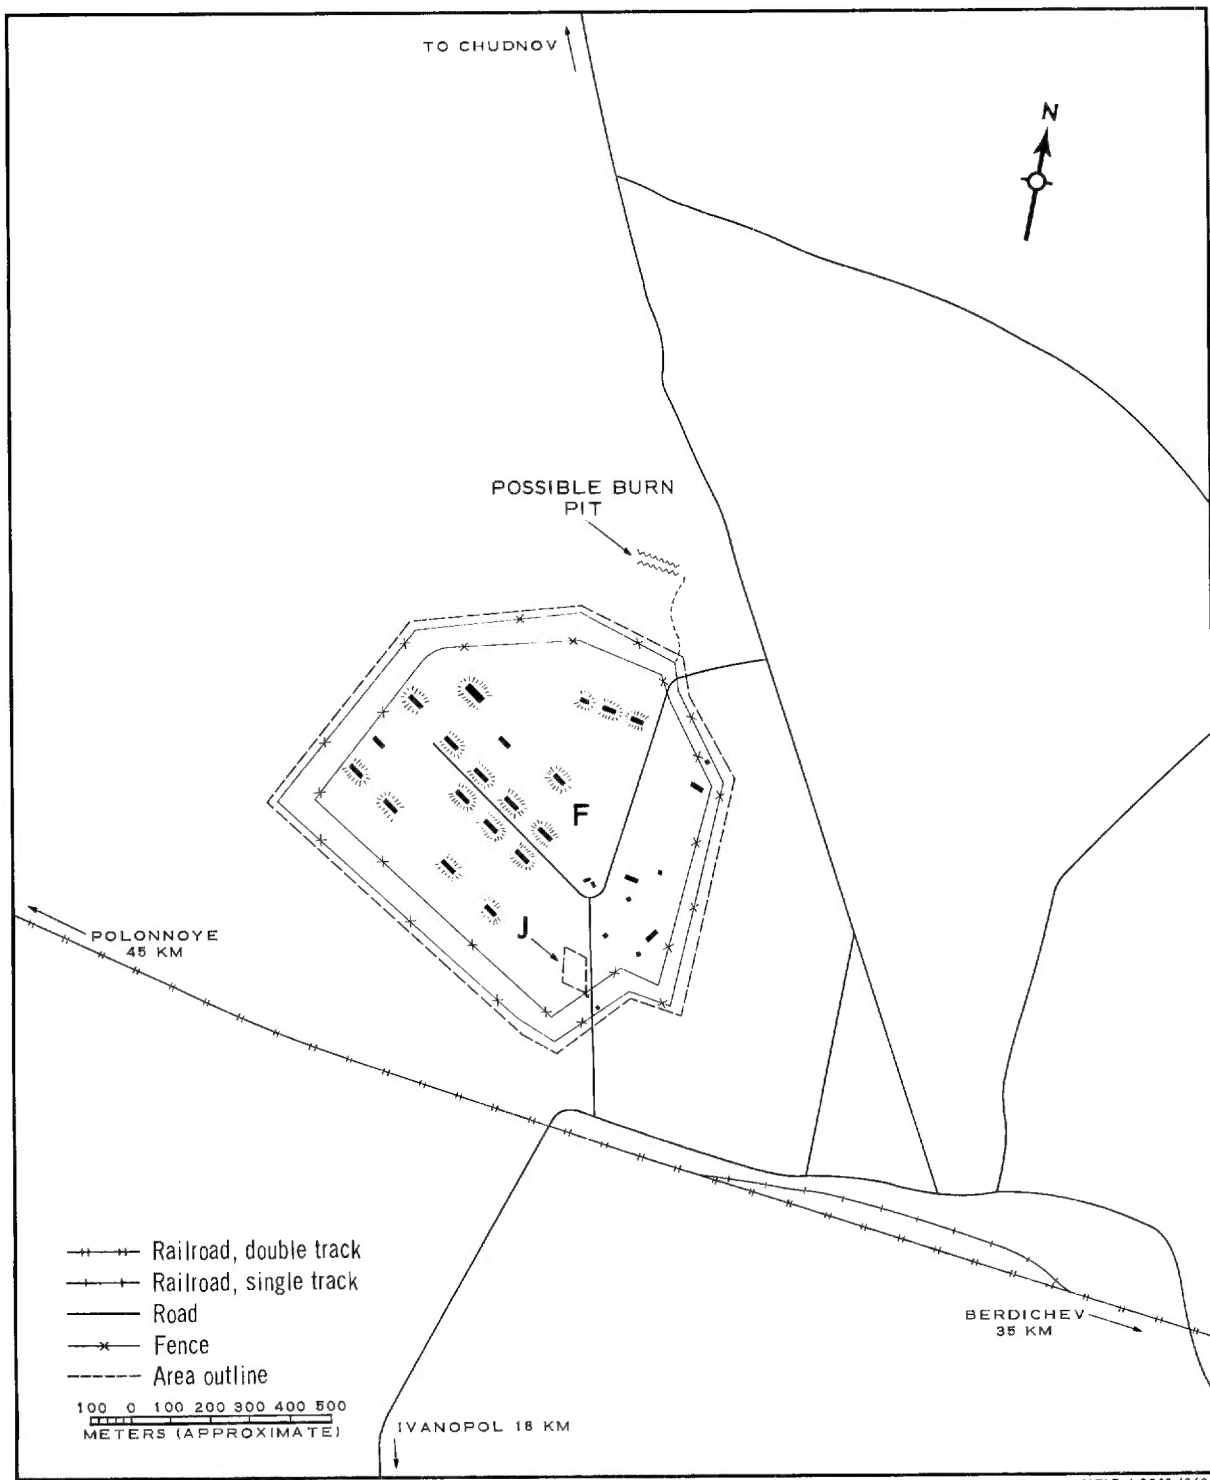 TO CHUDNOV
N
POSSIBLE BURN
PIT
F
J
POLONNOYE
45 KM
Railroad, double track
Railroad, single track
Road
Fence
Area outline
100 0 100 200 300 400 500
METERS (APPROXIMATE)
BERDICHEV
35 KM
IVANOPOL 18 KM